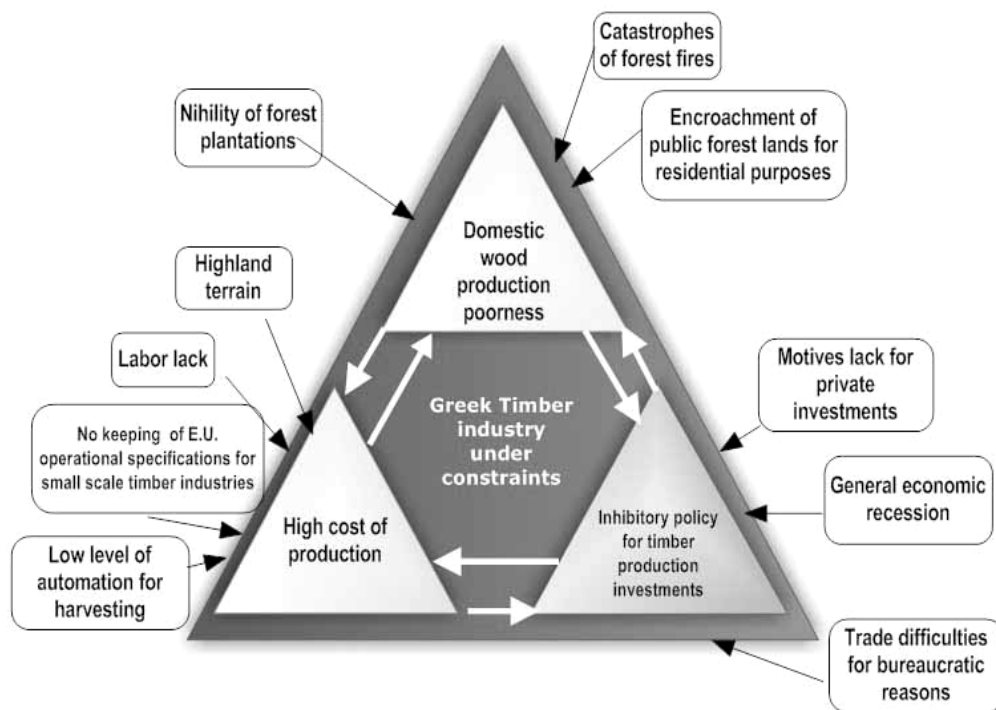 Catastrophes
of forest fires
Nihility of forest
plantations
Encroachment of
public forest lands for
residential purposes
Domestic
wood
production
poorness
Highland
terrain
Labor lack
No keeping of E.U.
operational specifications for
small scale timber industries
Low level of
automation for
harvesting
Greek Timber
industry
under
constraints
High cost of
production
Inhibitory policy
for timber
production
investments
Motives lack for
private
investments
General economic
recession
Trade difficulties
for bureaucratic
reasons